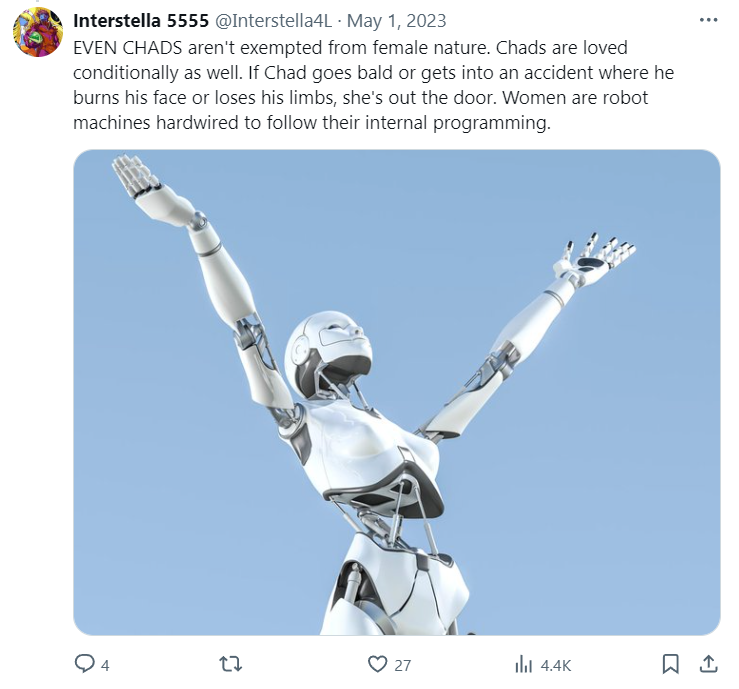 Interstella 5555 @Interstella4L · May 1, 2023
EVEN CHADS aren't exempted from female nature. Chads are loved
conditionally as well. If Chad goes bald or gets into an accident where he
burns his face or loses his limbs, she's out the door. Women are robot
machines hardwired to follow their internal programming.
4 27 4.4K